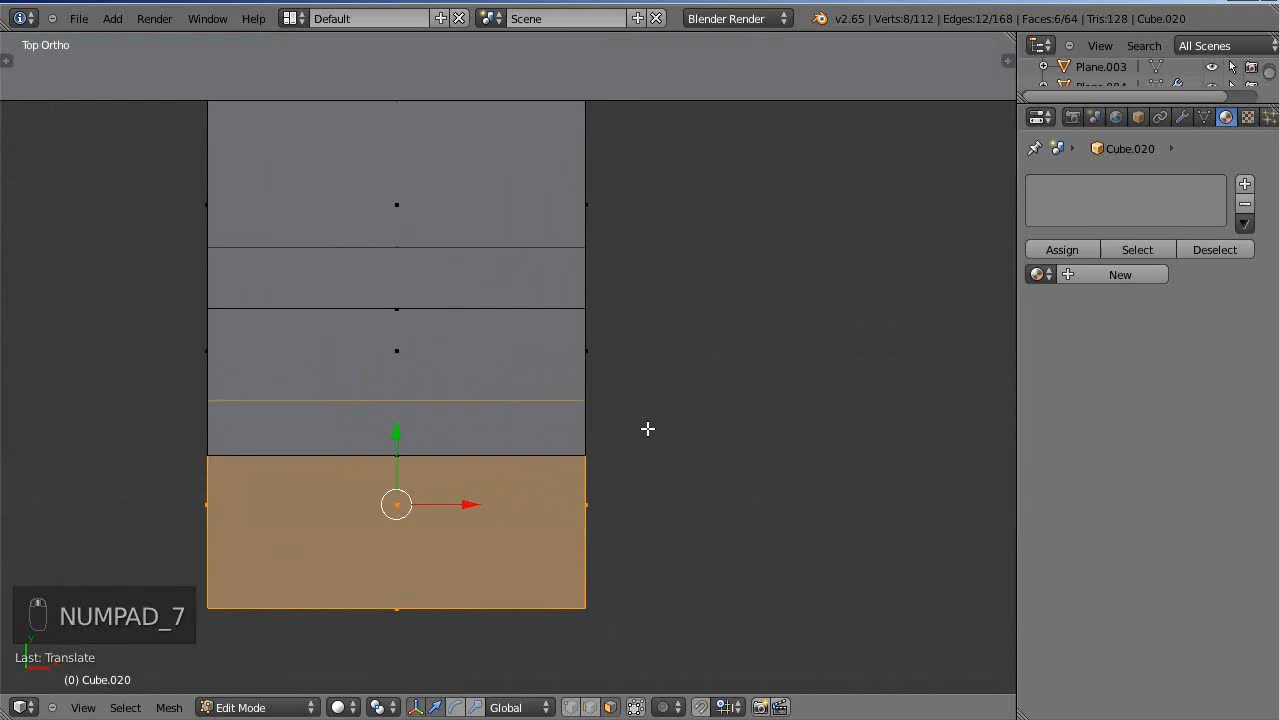 File Add Render Window Help Default Scene Blender Render v2.65 | Verts:8/112 | Edges:12/168 | Faces:6/64 | Tris:128 | Cube.020
Top Ortho
View Search All Scenes
Plane.003
Cube.020
Assign Select Deselect
New
NUMPAD_7
y
Last: Translate
(0) Cube.020
View Select Mesh Edit Mode Global